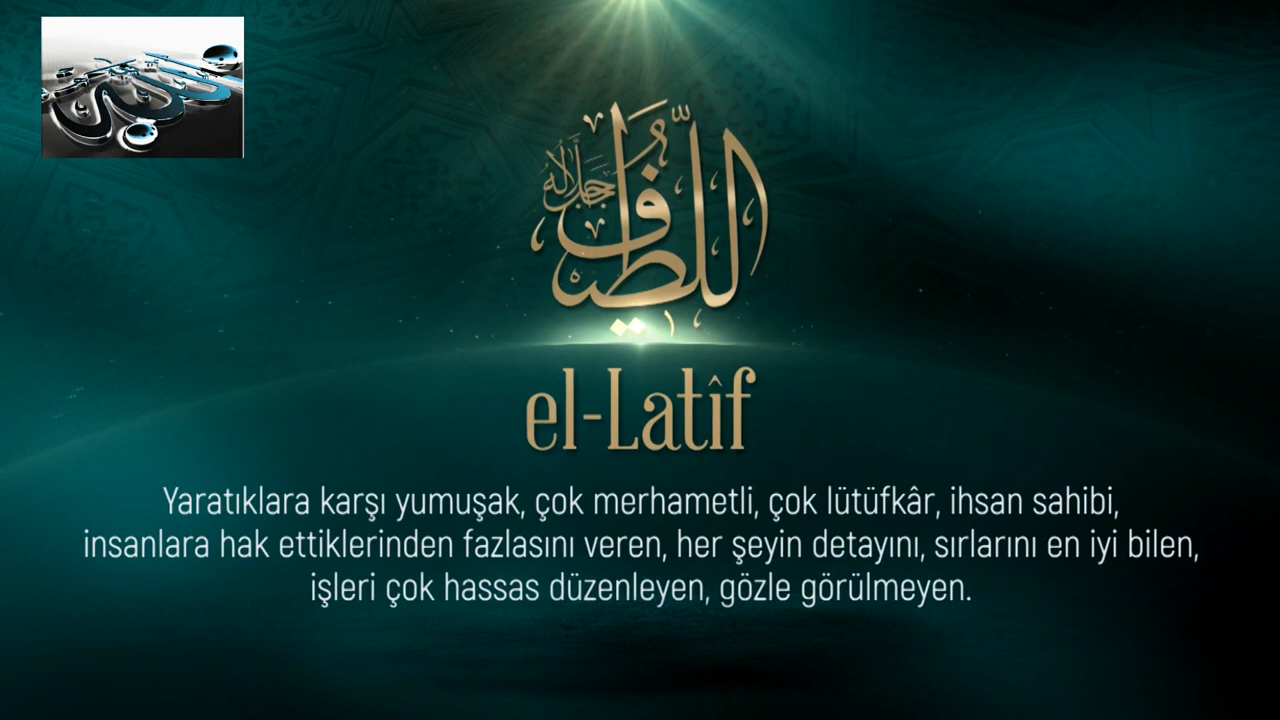 اللطيف
جل جلاله
el-Latîf
Yaratıklara karşı yumuşak, çok merhametli, çok lütüfkâr, ihsan sahibi,
insanlara hak ettiklerinden fazlasını veren, her şeyin detayını, sırlarını en iyi bilen,
işleri çok hassas düzenleyen, gözle görülmeyen.